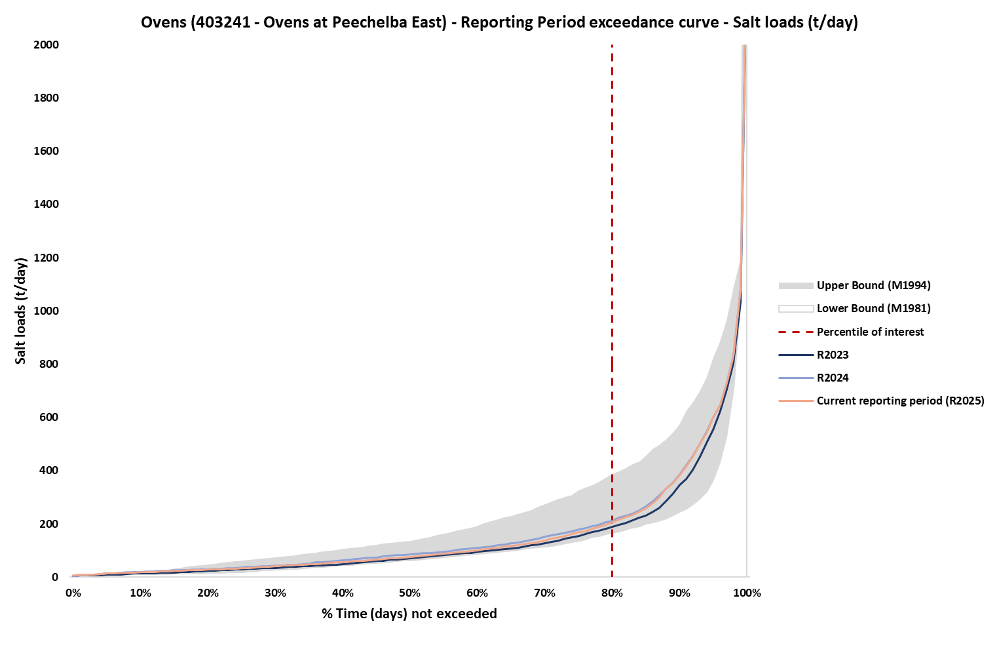 Ovens (403241 - Ovens at Peechelba East) - Reporting Period exceedance curve - Salt loads (t/day)
2000
1800
1600
1400
1200
1000
800
600
400
200
0
Salt loads (t/day)
0% 10% 20% 30% 40% 50% 60% 70% 80% 90% 100%
% Time (days) not exceeded
Upper Bound (M1994)
Lower Bound (M1981)
Percentile of interest
R2023
R2024
Current reporting period (R2025)